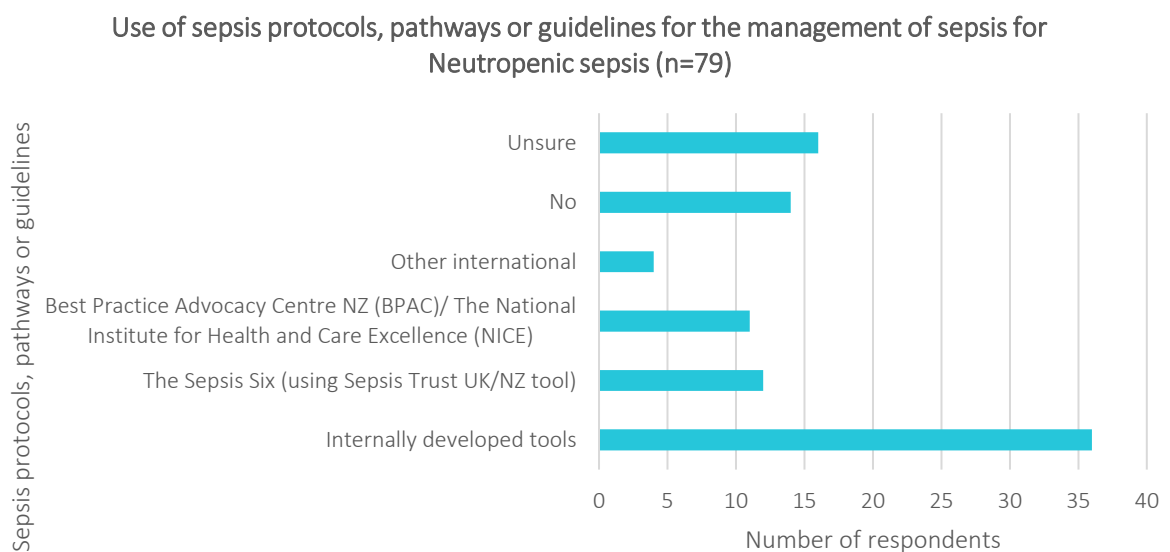 Use of sepsis protocols, pathways or guidelines for the management of sepsis for
Neutropenic sepsis (n=79)
Sepsis protocols, pathways or guidelines
Unsure
No
Other international
Best Practice Advocacy Centre NZ (BPAC)/ The National
Institute for Health and Care Excellence (NICE)
The Sepsis Six (using Sepsis Trust UK/NZ tool)
Internally developed tools
0 5 10 15 20 25 30 35 40
Number of respondents